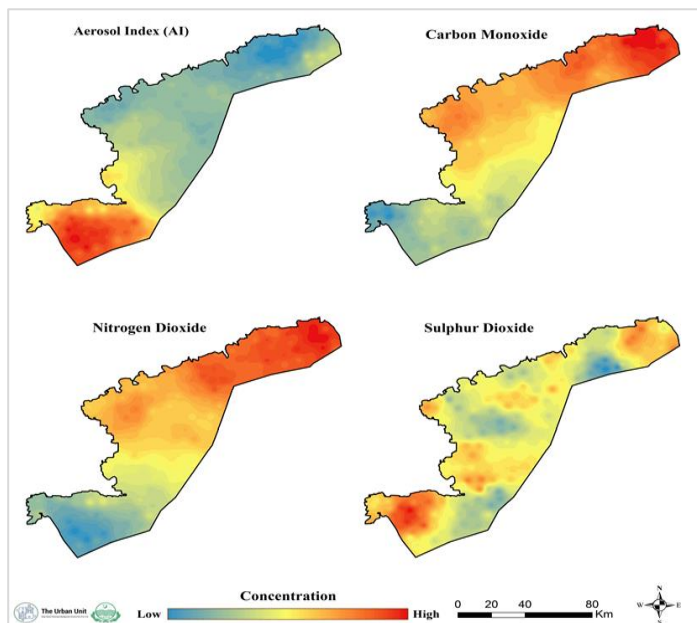 Aerosol Index (AI)
Carbon Monoxide
Nitrogen Dioxide
Sulphur Dioxide
The Urban Unit
Concentration
Low
High
0 20 40 80
Km
N
W E
S